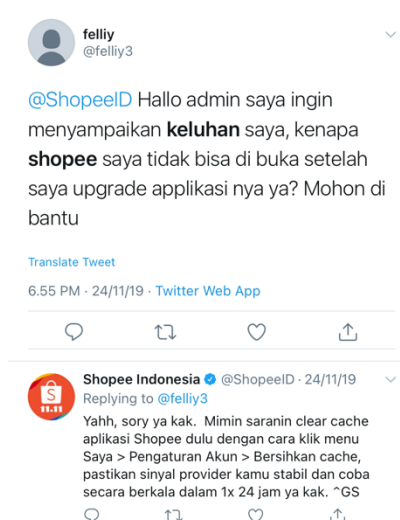 felliy
@felliy3
@ShopeeID Hallo admin saya ingin
menyampaikan keluhan saya, kenapa
shopee saya tidak bisa di buka setelah
saya upgrade applikasi nya ya? Mohon di
bantu
Translate Tweet
6.55 PM · 24/11/19 · Twitter Web App
Shopee Indonesia @ShopeeID · 24/11/19
Replying to @felliy3
S
11.11
Yahh, sory ya kak. Mimin saranin clear cache
aplikasi Shopee dulu dengan cara klik menu
Saya > Pengaturan Akun > Bersihkan cache,
pastikan sinyal provider kamu stabil dan coba
secara berkala dalam 1x 24 jam ya kak. ^GS